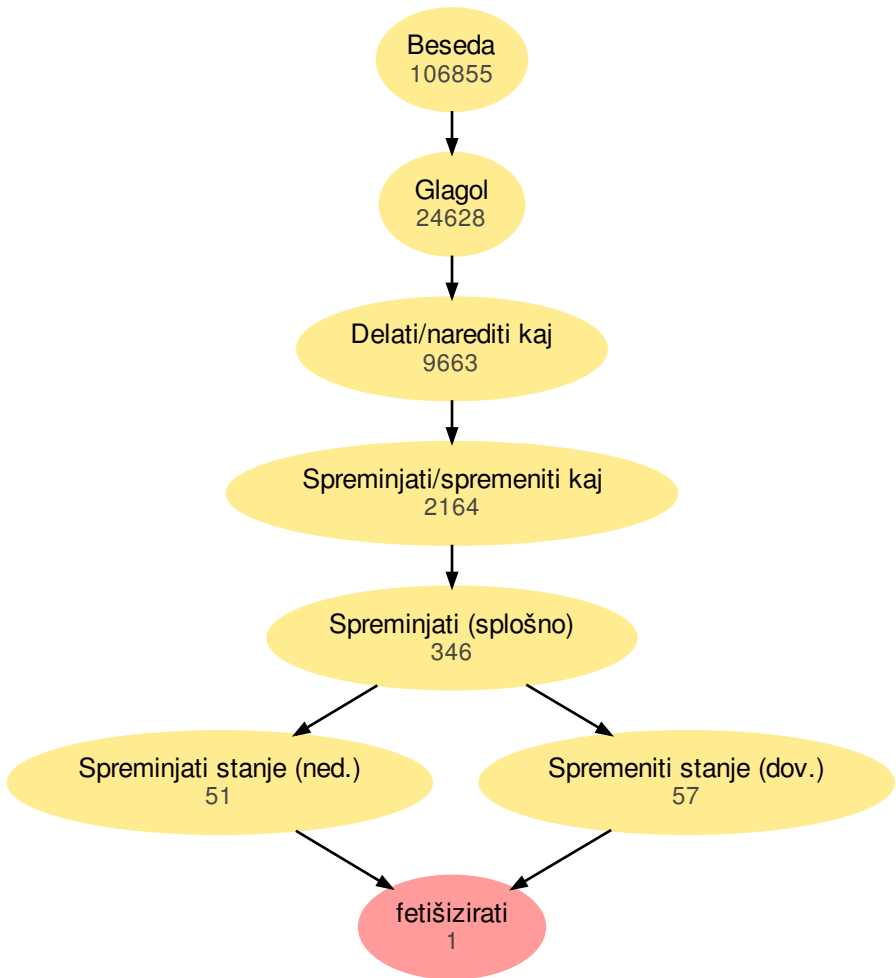 Beseda
106855
Glagol
24628
Delati/narediti kaj
9663
Spreminjati/spremeniti kaj
2164
Spreminjati (splošno)
346
Spreminjati stanje (ned.)
51
Spremeniti stanje (dov.)
57
fetišizirati
1